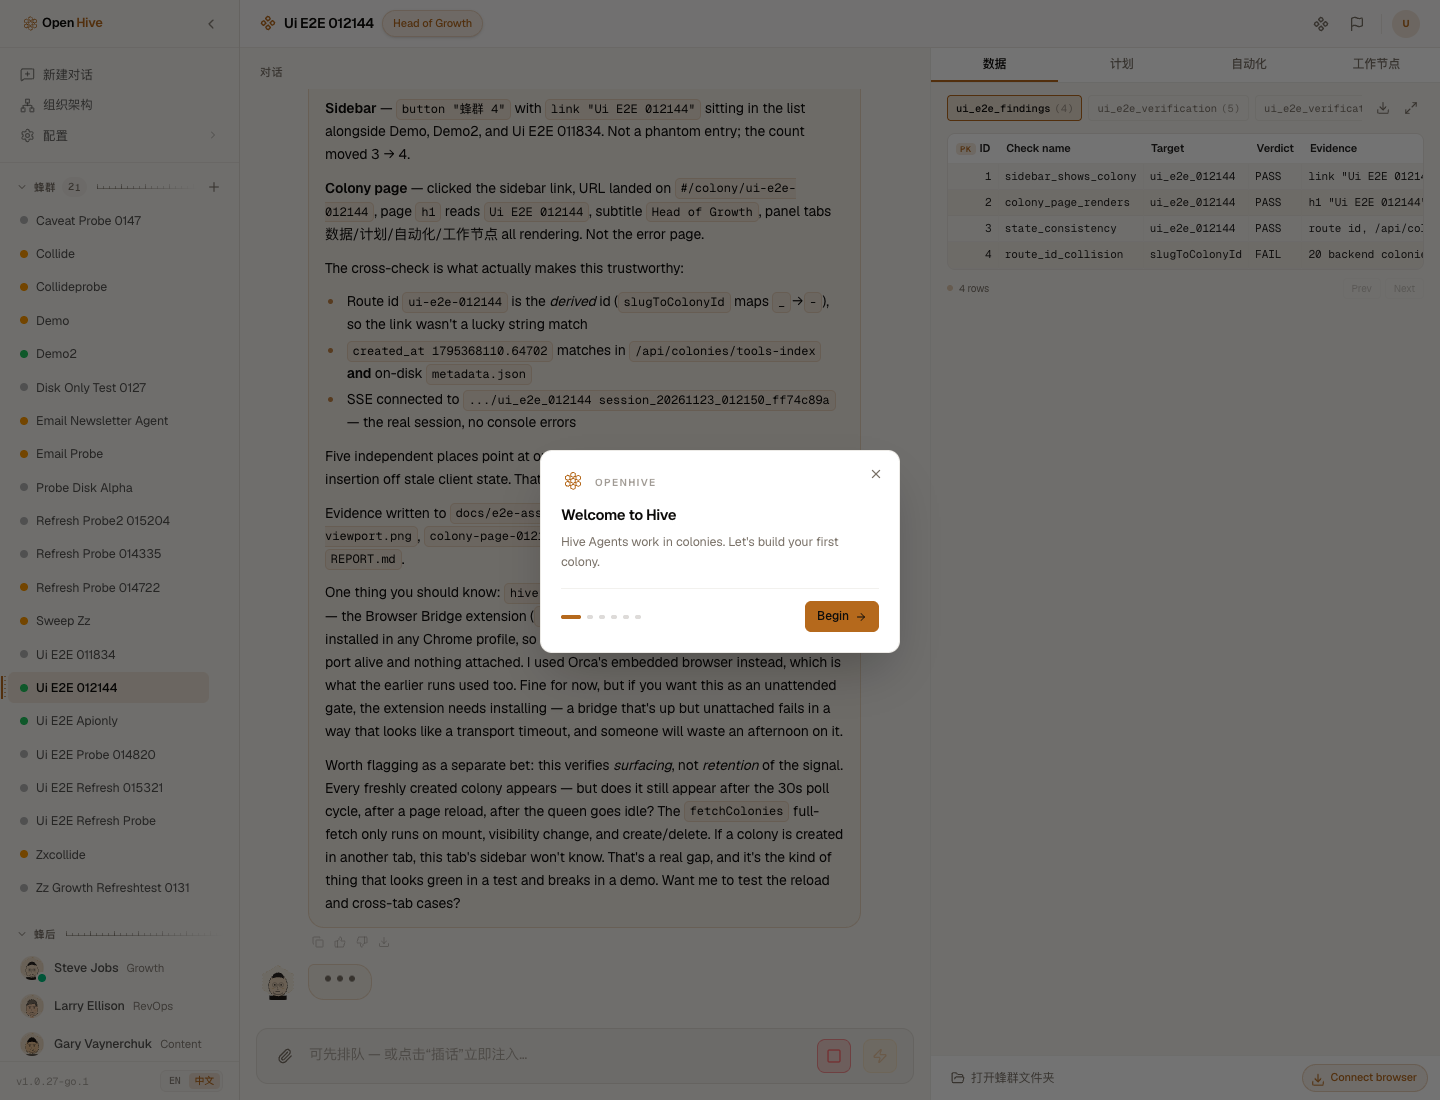 OpenHive
新建对话
组织架构
配置
蜂群 21
Caveat Probe 0147
Collide
Collideprobe
Demo
Demo2
Disk Only Test 0127
Email Newsletter Agent
Email Probe
Probe Disk Alpha
Refresh Probe2 015204
Refresh Probe 014335
Refresh Probe 014722
Sweep Zz
Ui E2E 011834
Ui E2E 012144
Ui E2E Apionly
Ui E2E Probe 014820
Ui E2E Refresh 015321
Ui E2E Refresh Probe
Zxcollide
Zz Growth Refreshtest 0131
蜂后
Steve Jobs Growth
Larry Ellison RevOps
Gary Vaynerchuk Content
v1.0.27-go.1
EN 中文
Ui E2E 012144 Head of Growth
U
对话
Sidebar — button "蜂群 4" with link "Ui E2E 012144" sitting in the list
alongside Demo, Demo2, and Ui E2E 011834. Not a phantom entry; the count
moved 3 → 4.
Colony page — clicked the sidebar link, URL landed on #/colony/ui-e2e-
012144, page h1 reads Ui E2E 012144, subtitle Head of Growth, panel tabs
数据/计划/自动化/工作节点 all rendering. Not the error page.
The cross-check is what actually makes this trustworthy:
Route id ui-e2e-012144 is the derived id (slugToColonyId maps _→-),
so the link wasn't a lucky string match
created_at 1795368110.64702 matches in /api/colonies/tools-index
and on-disk metadata.json
SSE connected to .../ui_e2e_012144 session_20261123_012150_ff74c89a
— the real session, no console errors
Five independent places point at o
insertion off stale client state. That
Evidence written to docs/e2e-ass
viewport.png, colony-page-012
REPORT.md.
One thing you should know: hive
— the Browser Bridge extension (
installed in any Chrome profile, so
port alive and nothing attached. I used Orca's embedded browser instead, which is
what the earlier runs used too. Fine for now, but if you want this as an unattended
gate, the extension needs installing — a bridge that's up but unattached fails in a
way that looks like a transport timeout, and someone will waste an afternoon on it.
Worth flagging as a separate bet: this verifies surfacing, not retention of the signal.
Every freshly created colony appears — but does it still appear after the 30s poll
cycle, after a page reload, after the queen goes idle? The fetchColonies full-
fetch only runs on mount, visibility change, and create/delete. If a colony is created
in another tab, this tab's sidebar won't know. That's a real gap, and it's the kind of
thing that looks green in a test and breaks in a demo. Want me to test the reload
and cross-tab cases?
可先排队 — 或点击“插话”立即注入...
OPENHIVE
Welcome to Hive
Hive Agents work in colonies. Let's build your first
colony.
Begin →
数据 计划 自动化 工作节点
ui_e2e_findings (4) ui_e2e_verification (5) ui_e2e_verificat
PK ID Check name Target Verdict Evidence
1 sidebar_shows_colony ui_e2e_012144 PASS link "Ui E2E 01214
2 colony_page_renders ui_e2e_012144 PASS h1 "Ui E2E 012144"
3 state_consistency ui_e2e_012144 PASS route id, /api/col
4 route_id_collision slugToColonyId FAIL 20 backend colonie
4 rows Prev Next
打开蜂群文件夹 Connect browser